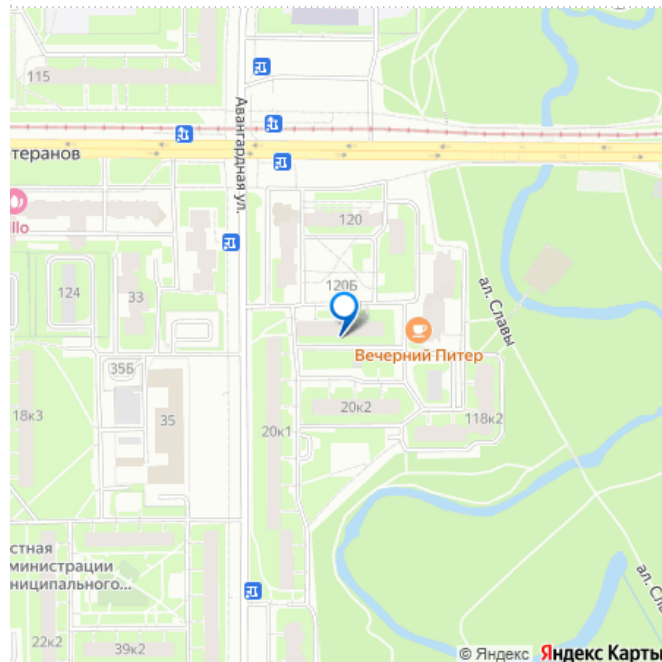 115
Авангардная ул.
теранов
llo
120
120Б
ал. Славы
124
33
Вечерний Питер
35Б
18к3
35
20к1
20к2
118к2
стная
министрации
ниципального...
22к2
39к2
ал. Сла
© Яндекс Яндекс Карты